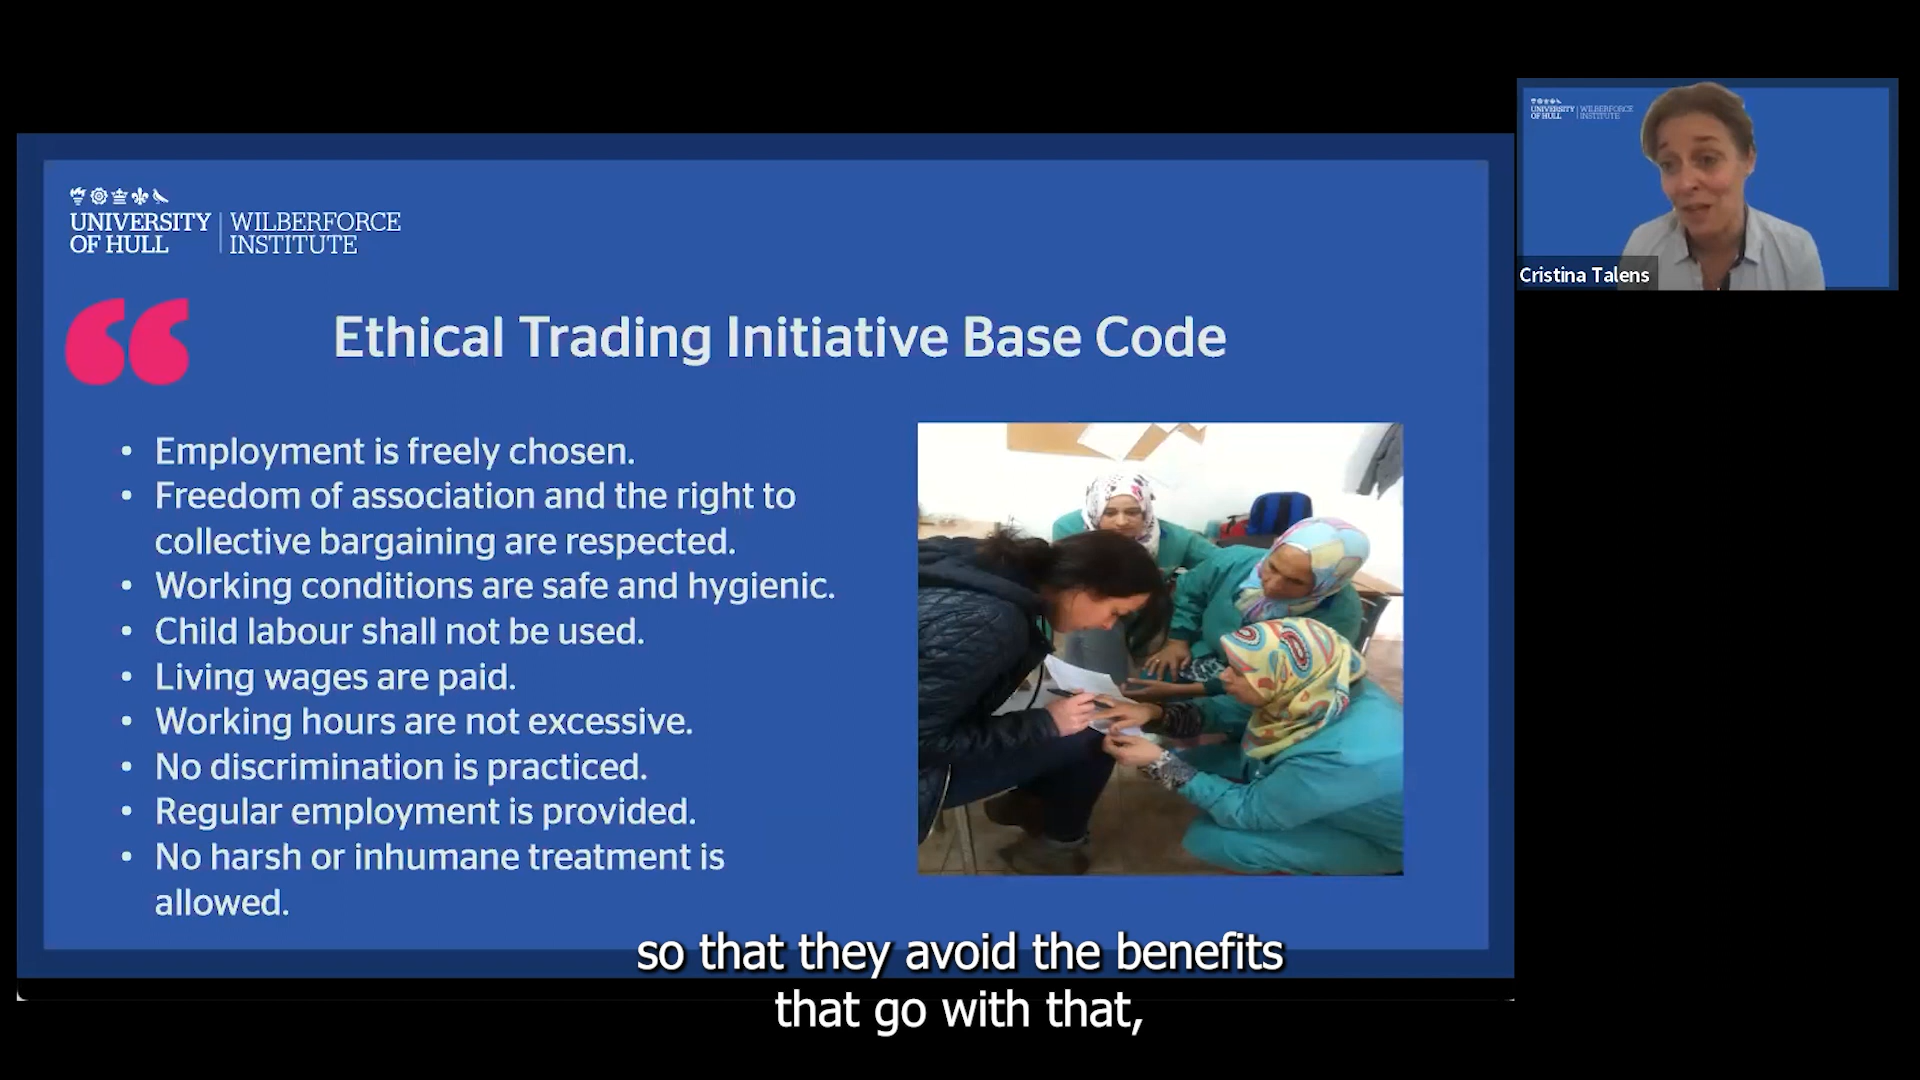 UNIVERSITY OF HULL | WILBERFORCE INSTITUTE
Ethical Trading Initiative Base Code
• Employment is freely chosen.
• Freedom of association and the right to
collective bargaining are respected.
• Working conditions are safe and hygienic.
• Child labour shall not be used.
• Living wages are paid.
• Working hours are not excessive.
• No discrimination is practiced.
• Regular employment is provided.
• No harsh or inhumane treatment is
allowed.
UNIVERSITY OF HULL | WILBERFORCE INSTITUTE
Cristina Talens
so that they avoid the benefits
that go with that,